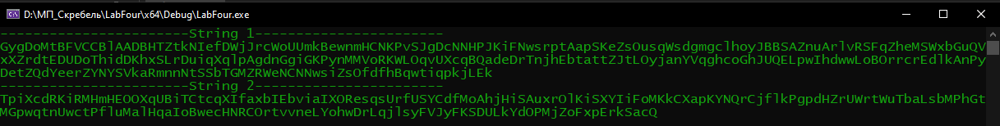 D:\МП_Скребель\LabFour\x64\Debug\LabFour.exe
----------------------String 1-----------------------
GygDoMtBFVCCBlAADBHTZtkNIefDWjJrcWoUUmkBewnmHCNKPvSJgDcNNHPJKiFNwsrptAapSKeZsOusqWsdgmgclhoyJBBSAZnuArlvRSFqZheMSWxbGuQV
xXZrdtEDUDoThidDKhxSLrDuiqXqlpAgdnGgiGKPynMMVoRKWLOqvUXcqBQadeDrTnjhEbtattZJtLOyjanYVqghcoGhJUQELpwIhdwwLoBOrrcrEdlkAnPy
DetZQdYeerZYNYSVkaRmnnNtSSbTGMZRWeNCNNwsiZsOfdfhBqwtiqpkjLEk
----------------------String 2-----------------------
TpiXcdRKiRMHmHEOOXqUBiTCtcqXIfaxbIEbviaIXOResqsUrfUSYCdfMoAhjHiSAuxrOlKiSXYIiFoMKkCXapKYNQrCjflkPgpdHZrUWrtWuTbaLsbMPhGt
MGpwqtnUwctPfluMalHqaIoBwecHNRCOrtvvneLYohwDrLqjlsyFVJyFKSDULkYdOPMjZoFxpErkSacQ